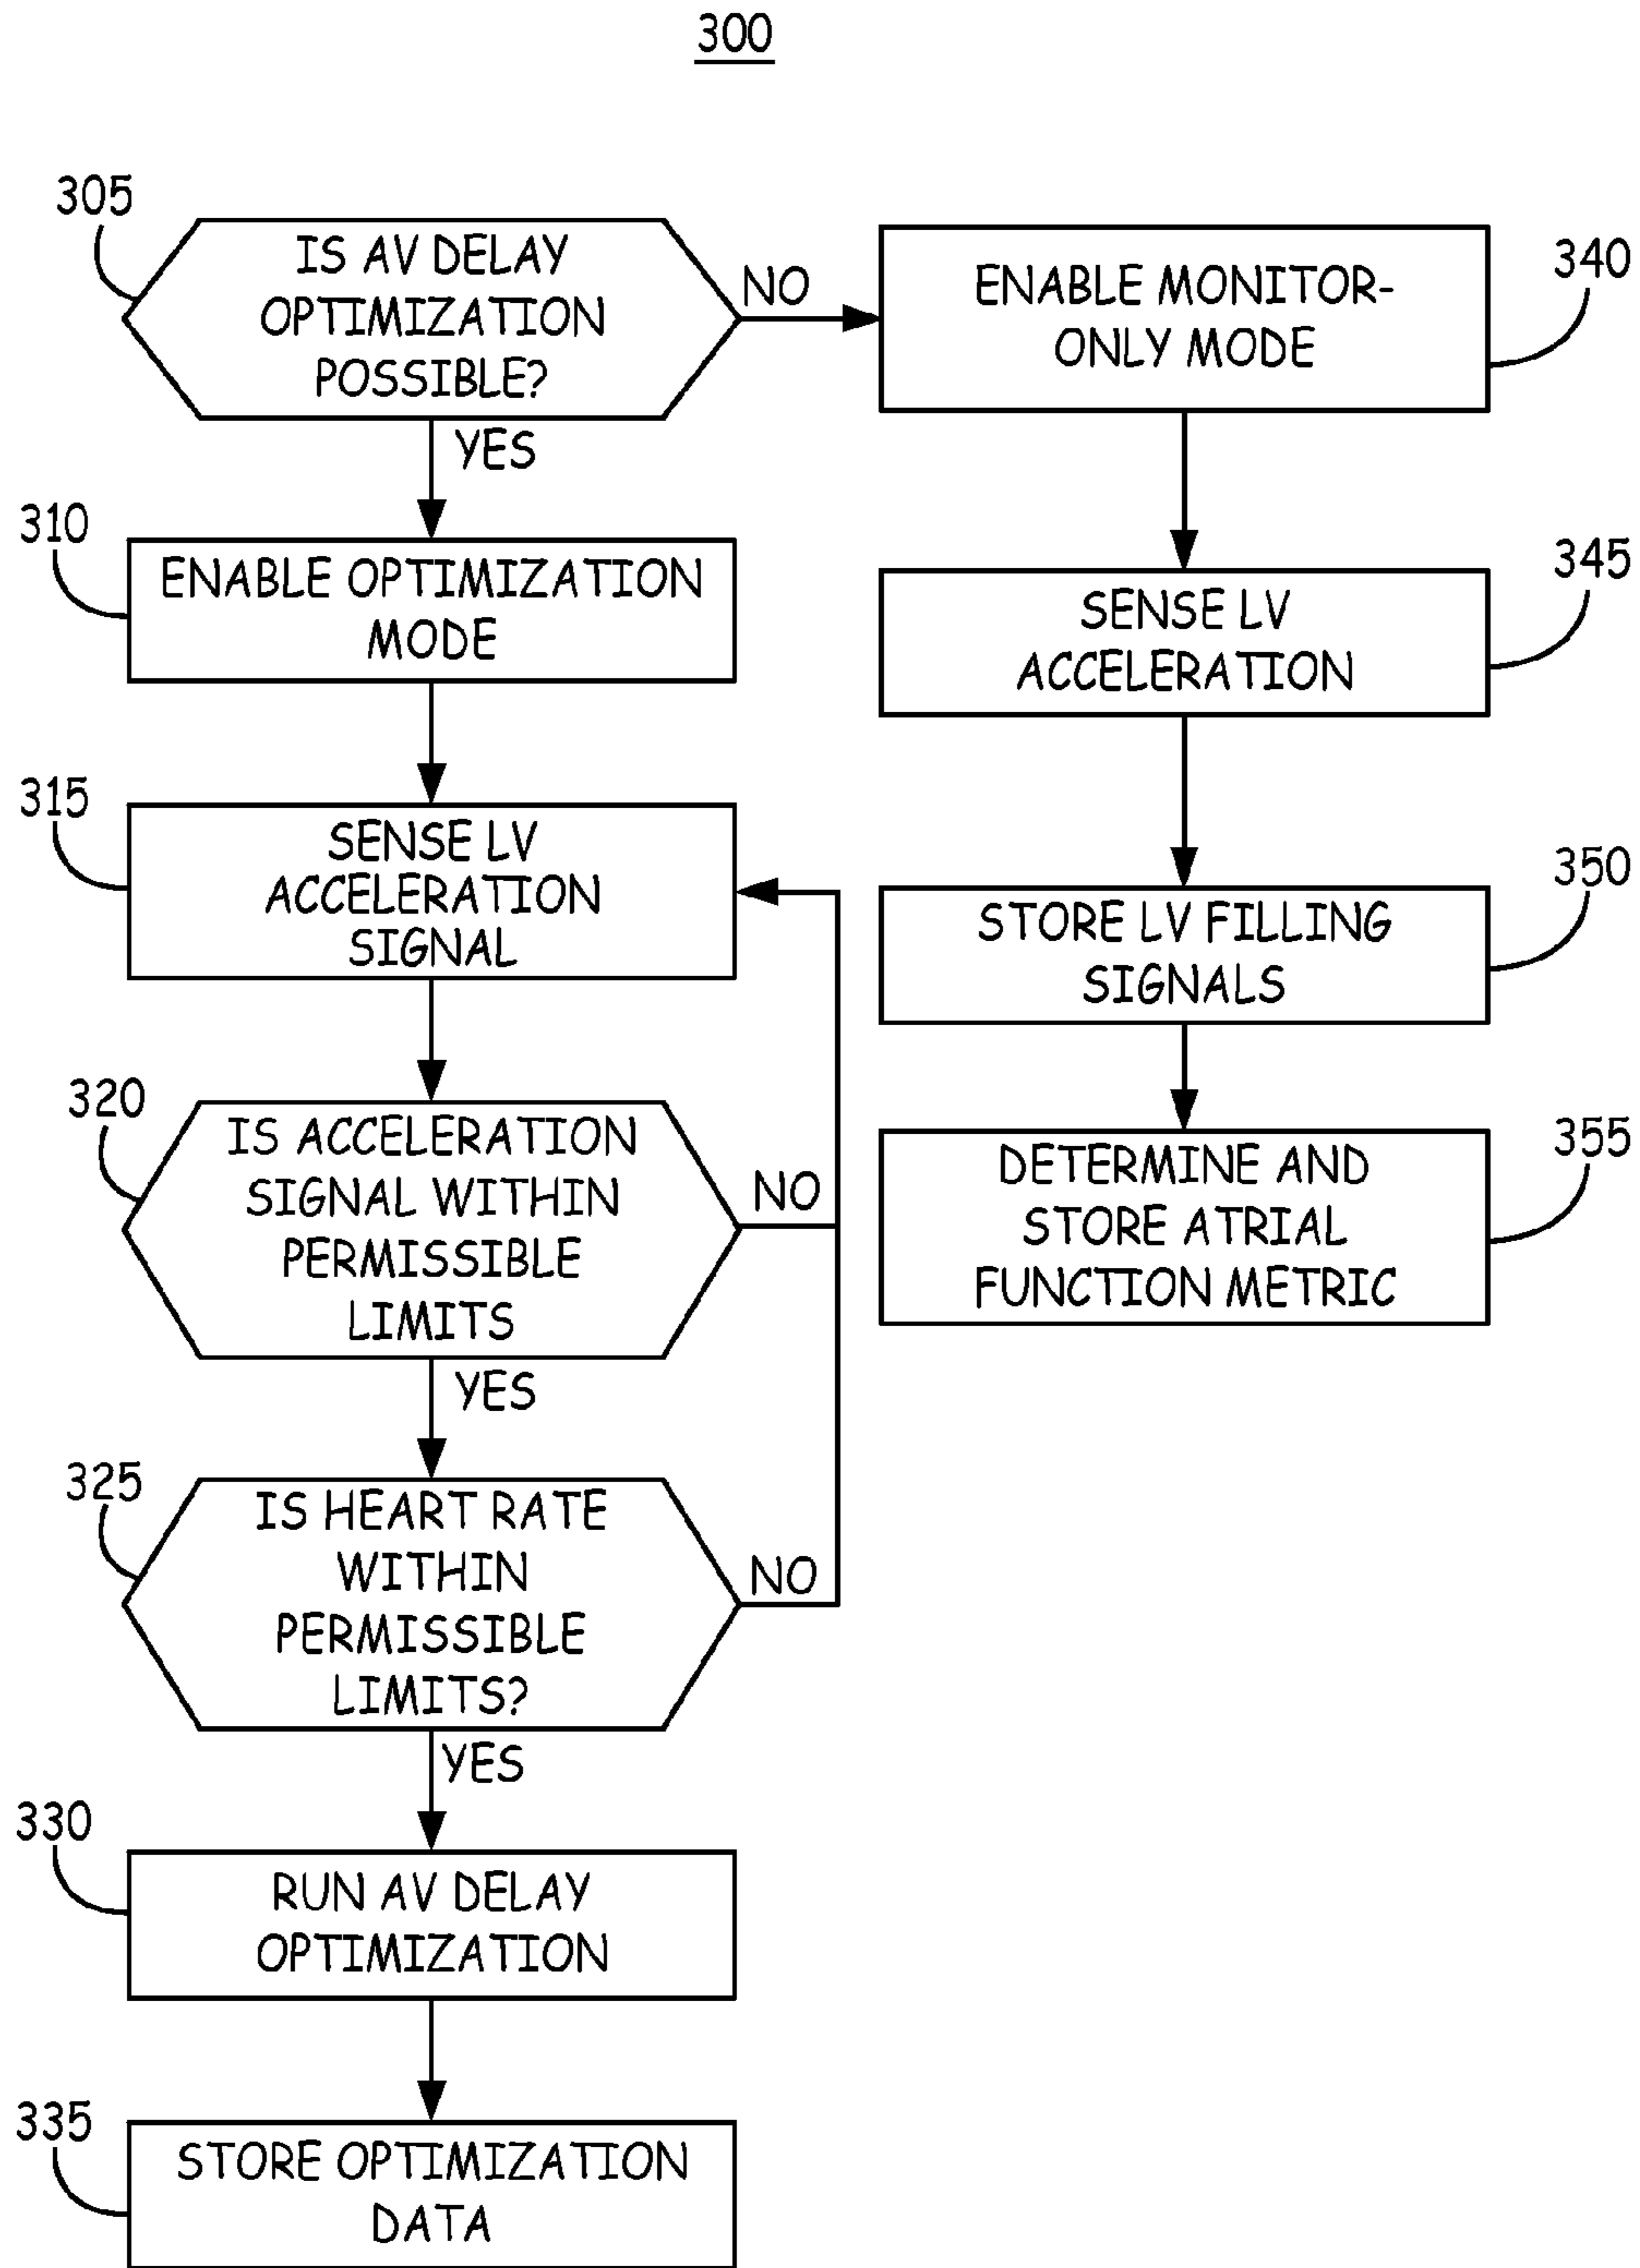 300
305
IS AV DELAY
OPTIMIZATION
POSSIBLE?
NO
YES
310
ENABLE OPTIMIZATION
MODE
315
SENSE LV
ACCELERATION
SIGNAL
320
IS ACCELERATION
SIGNAL WITHIN
PERMISSIBLE
LIMITS
NO
YES
325
IS HEART RATE
WITHIN
PERMISSIBLE
LIMITS?
NO
YES
330
RUN AV DELAY
OPTIMIZATION
335
STORE OPTIMIZATION
DATA
340
ENABLE MONITOR-
ONLY MODE
345
SENSE LV
ACCELERATION
350
STORE LV FILLING
SIGNALS
355
DETERMINE AND
STORE ATRIAL
FUNCTION METRIC